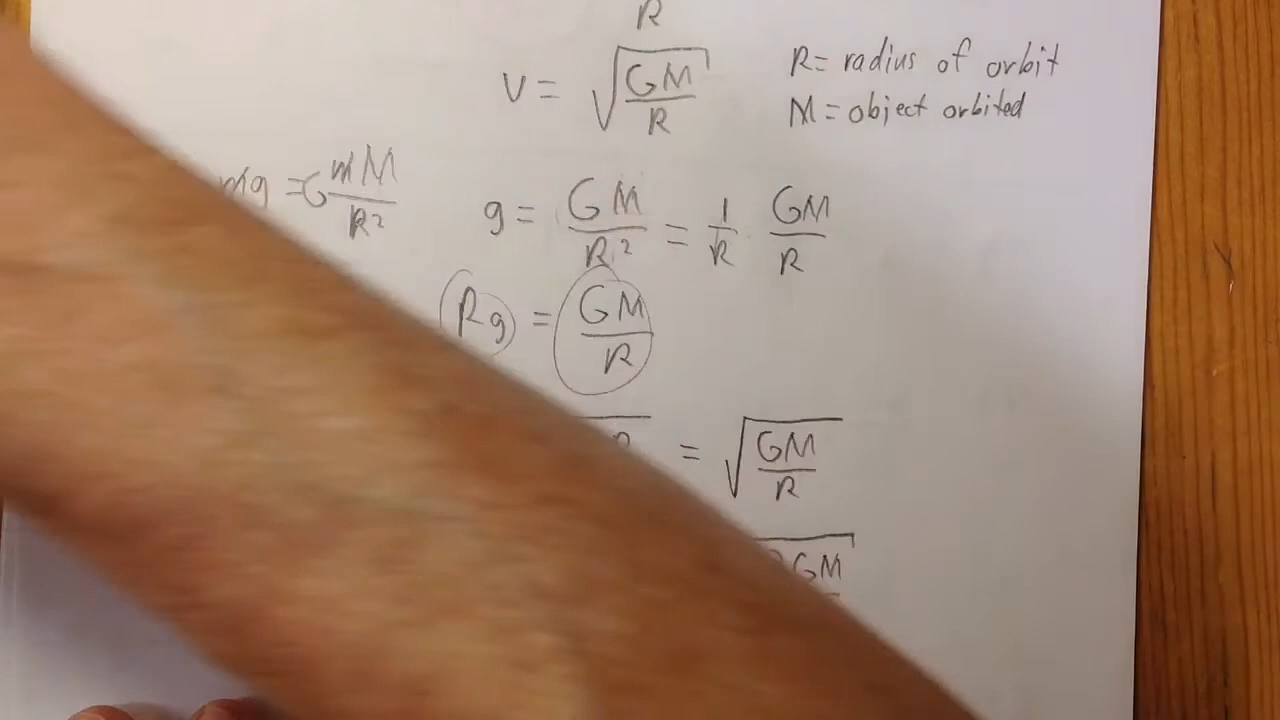 R
v = √(GM/R) R = radius of orbit
M = object orbited
mg = G mM/R²
g = GM/R² = 1/R GM/R
Rg = GM/R
= √(GM/R)
GM